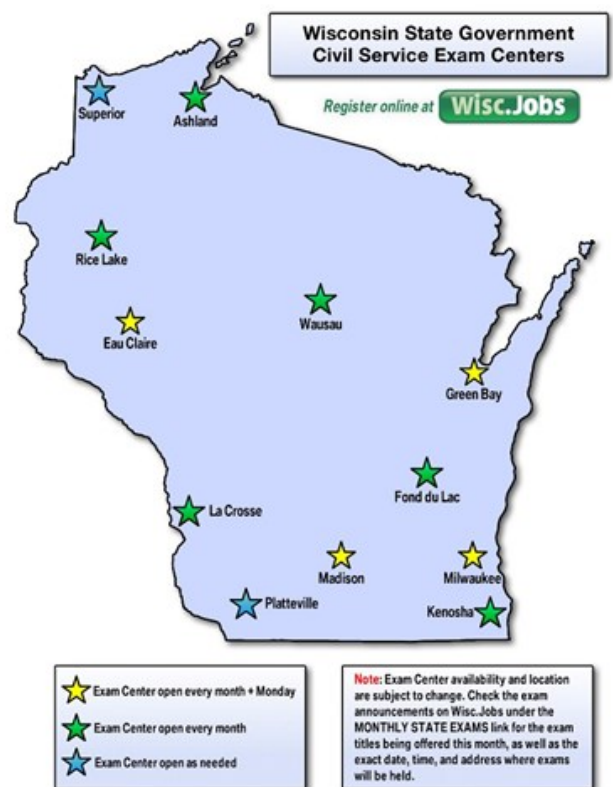 Wisconsin State Government
Civil Service Exam Centers
Register online at Wisc.Jobs
Superior
Ashland
Rice Lake
Wausau
Eau Claire
Green Bay
Fond du Lac
La Crosse
Madison
Milwaukee
Platteville
Kenosha
Exam Center open every month + Monday
Exam Center open every month
Exam Center open as needed
Note: Exam Center availability and location
are subject to change. Check the exam
announcements on Wisc.Jobs under the
MONTHLY STATE EXAMS link for the exam
titles being offered this month, as well as the
exact date, time, and address where exams
will be held.